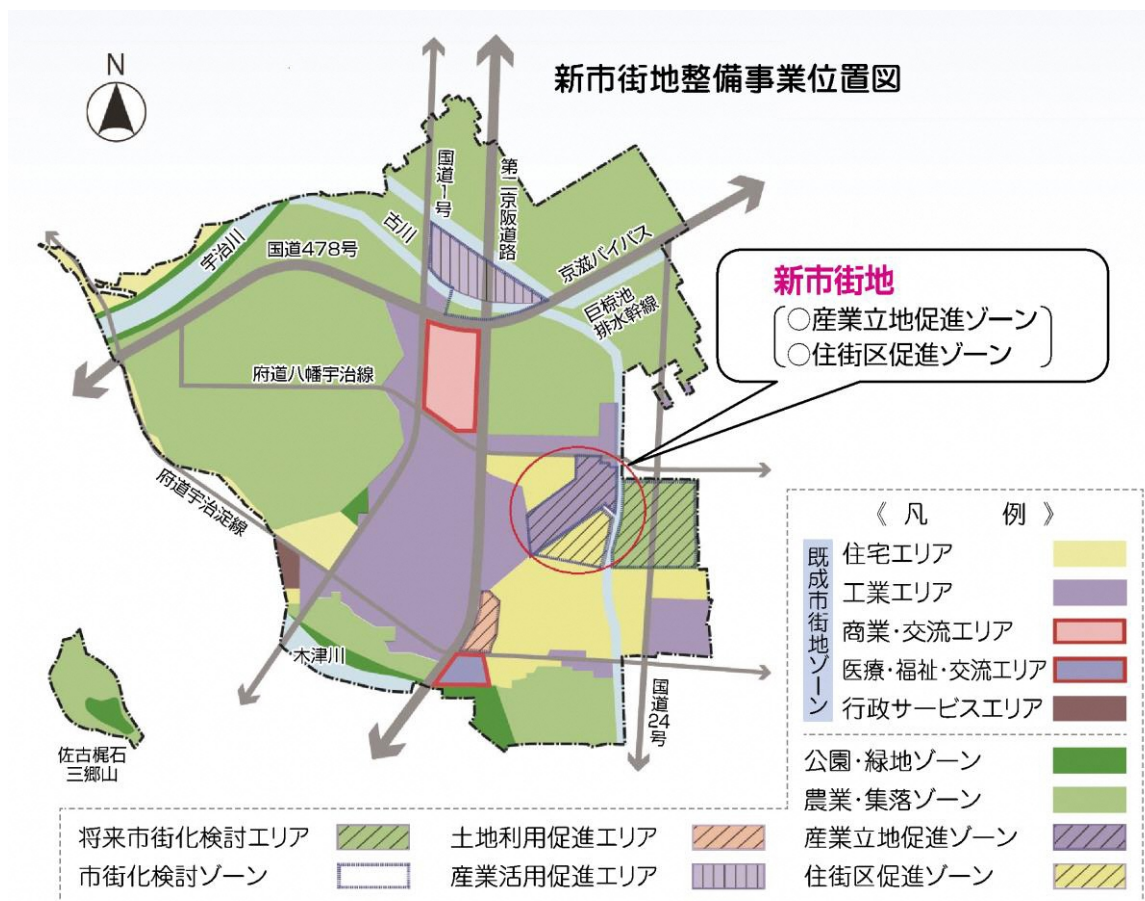 新市街地整備事業位置図
N
国道1号
第二京阪道路
古川
宇治川
国道478号
京滋バイパス
巨椋池
排水幹線
新市街地
○産業立地促進ゾーン
○住街区促進ゾーン
府道八幡宇治線
府道宇治淀線
木津川
国道24号
佐古梶石
三郷山
《 凡 例 》
既成市街地ゾーン
住宅エリア
工業エリア
商業・交流エリア
医療・福祉・交流エリア
行政サービスエリア
公園・緑地ゾーン
農業・集落ゾーン
将来市街化検討エリア
土地利用促進エリア
産業立地促進ゾーン
市街化検討ゾーン
産業活用促進エリア
住街区促進ゾーン